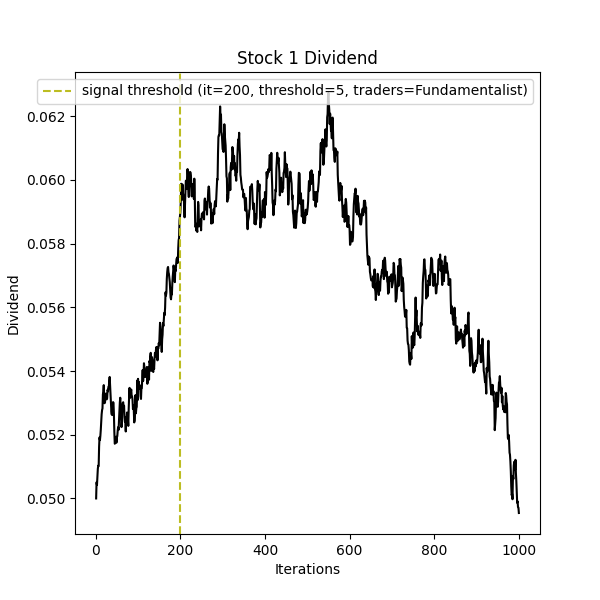 Stock 1 Dividend
signal threshold (it=200, threshold=5, traders=Fundamentalist)
0.062
0.060
0.058
0.056
0.054
0.052
0.050
Dividend
0 200 400 600 800 1000
Iterations